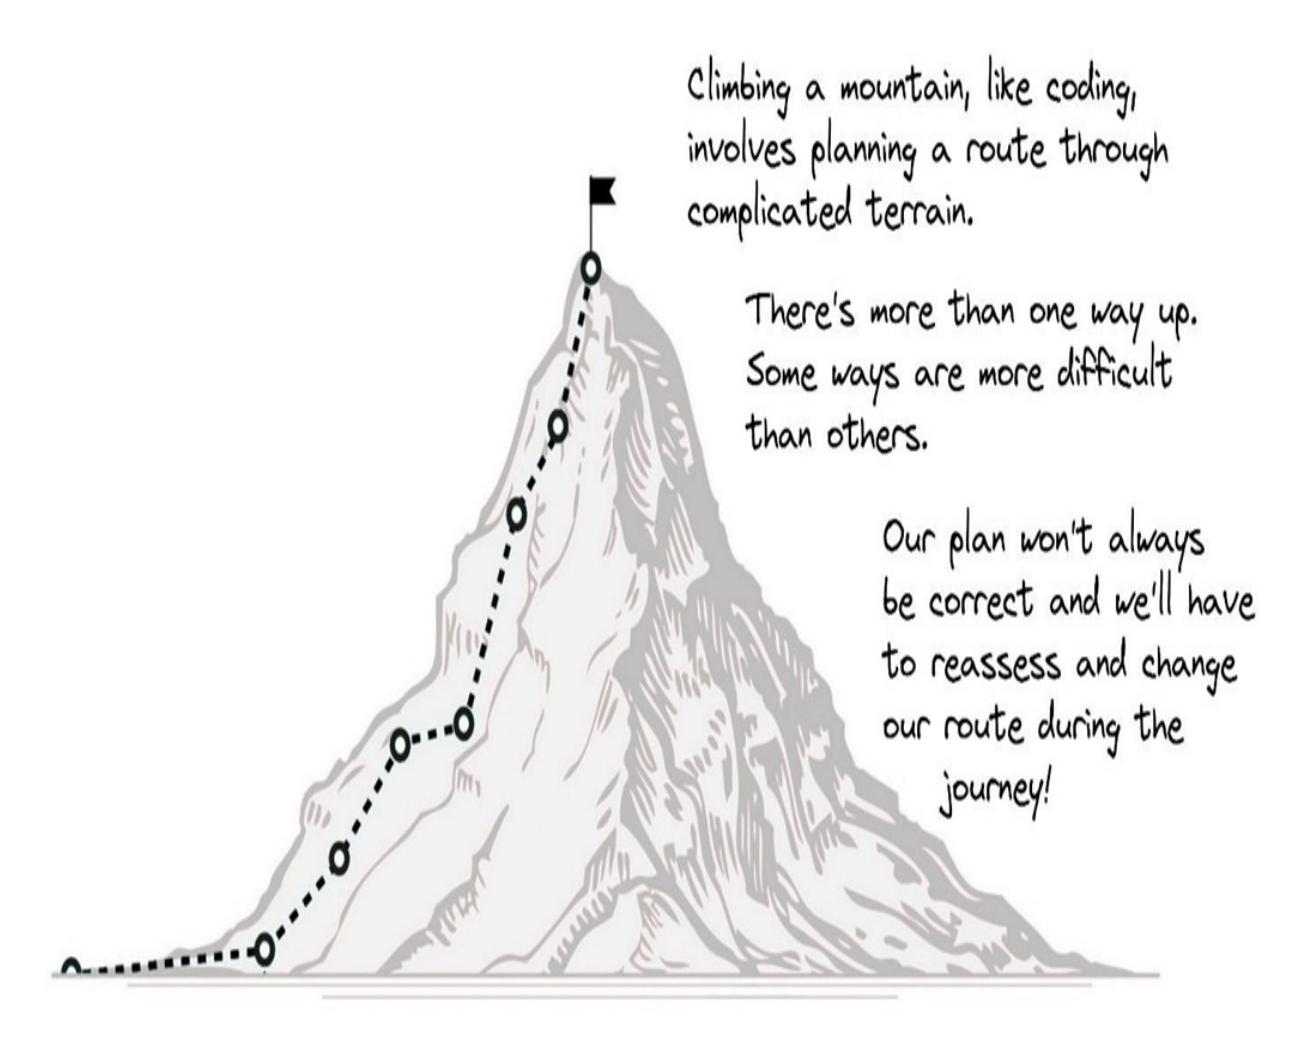 Climbing a mountain, like coding,
involves planning a route through
complicated terrain.
There's more than one way up.
Some ways are more difficult
than others.
Our plan won't always
be correct and we'll have
to reassess and change
our route during the
journey!